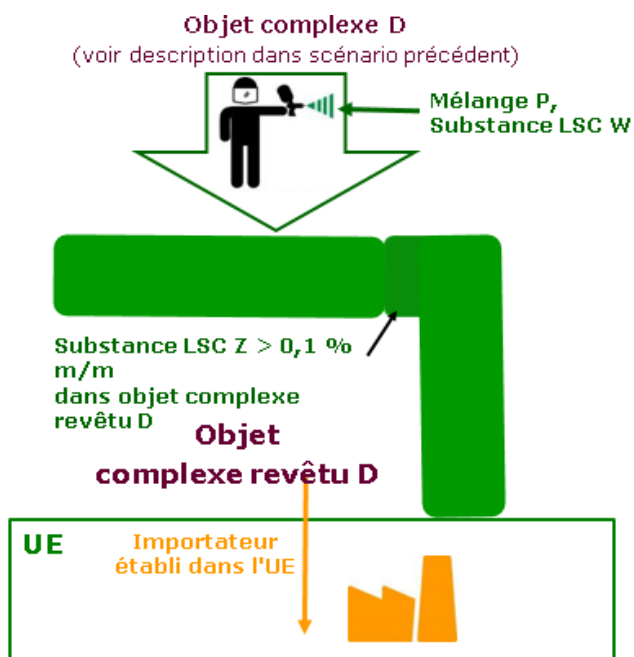 Objet complexe D
(voir description dans scénario précédent)
Mélange P,
Substance LSC W
Substance LSC Z > 0,1 %
m/m
dans objet complexe
revêtu D
Objet
complexe revêtu D
UE
Importateur
établi dans l'UE